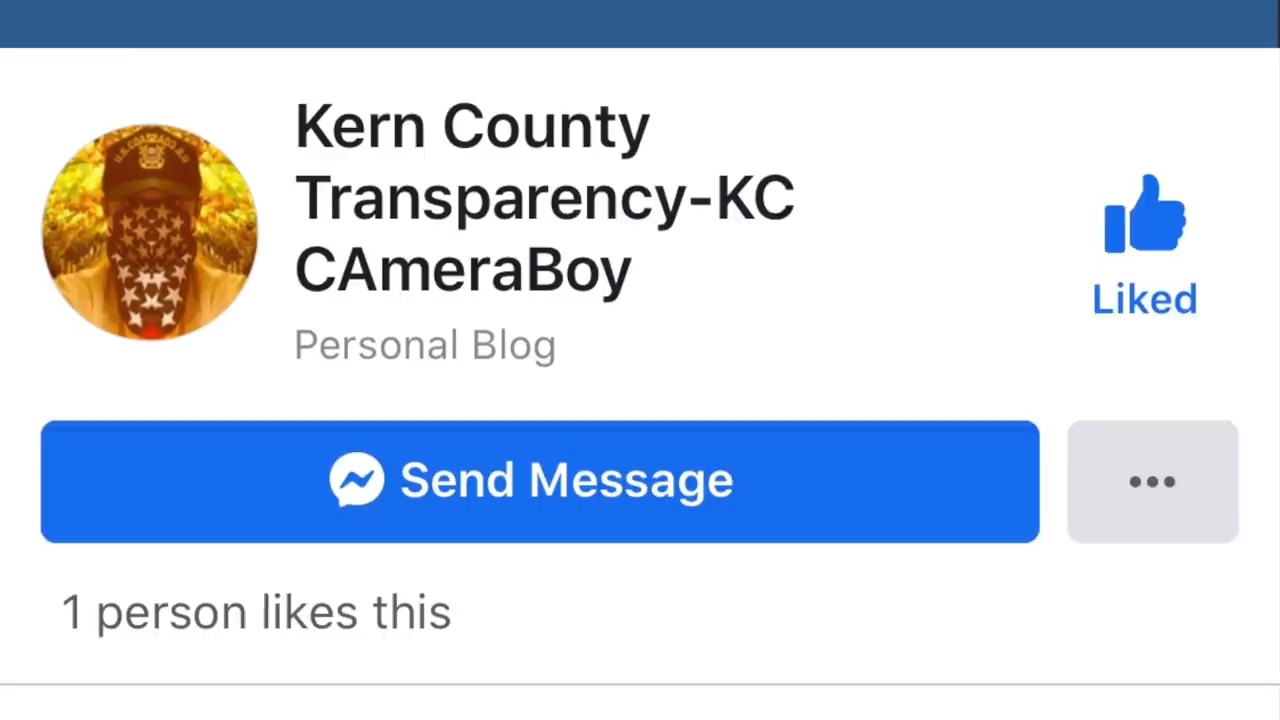 Kern County
Transparency-KC
CAmeraBoy
Personal Blog
Liked
Send Message
1 person likes this